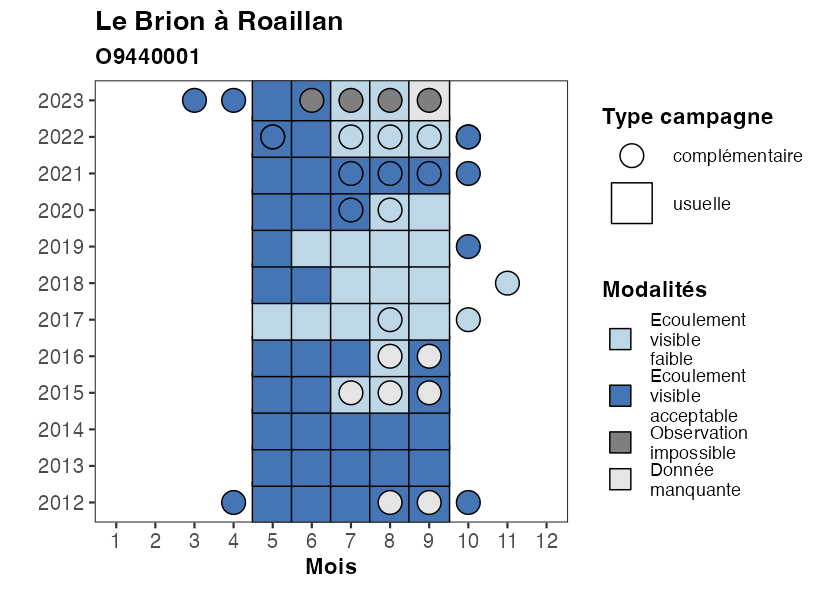 Le Brion à Roaillan
O9440001
2023
2022
2021
2020
2019
2018
2017
2016
2015
2014
2013
2012
1 2 3 4 5 6 7 8 9 10 11 12
Mois
Type campagne
complémentaire
usuelle
Modalités
Ecoulement
visible
faible
Ecoulement
visible
acceptable
Observation
impossible
Donnée
manquante